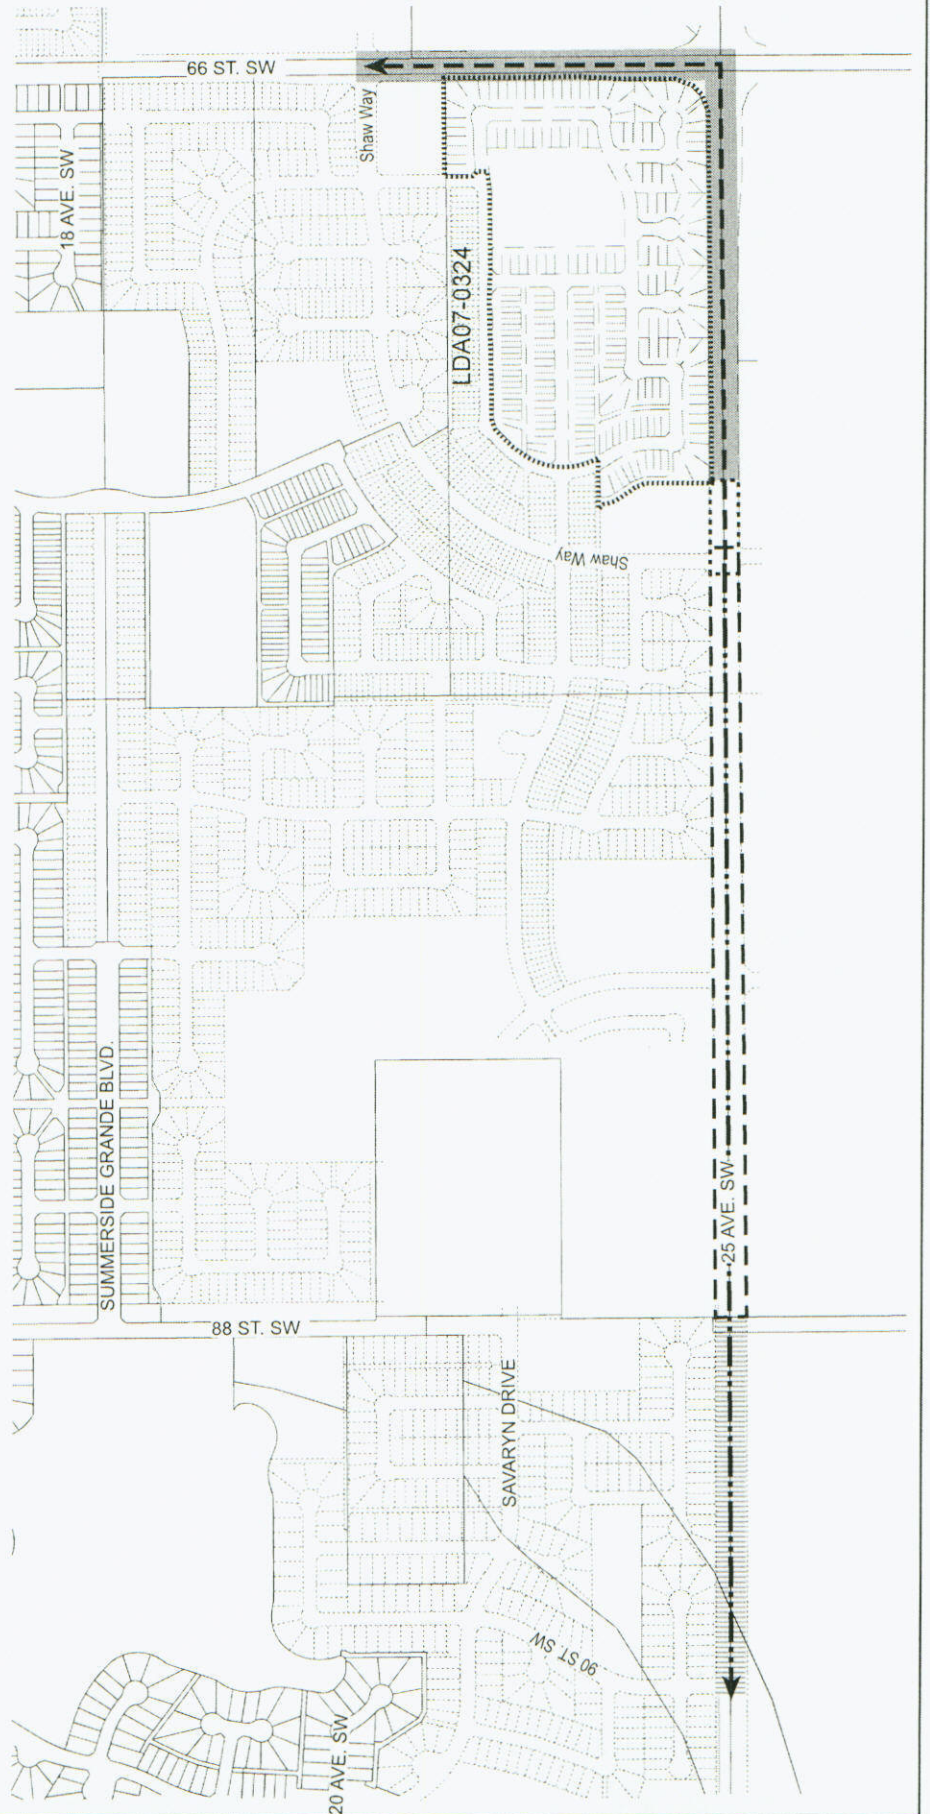 66 ST. SW
Shaw Way
18 AVE. SW
LDA07-0324
Shaw Way
SUMMERSIDE GRANDE BLVD.
25 AVE. SW
88 ST. SW
SAVARYN DRIVE
90 ST. SW
20 AVE. SW